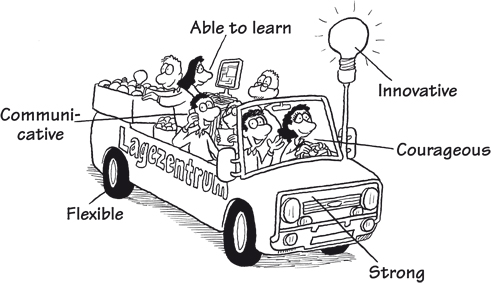 Able to learn
Innovative
Communi-
cative
Courageous
Lagezentrum
Flexible
Strong